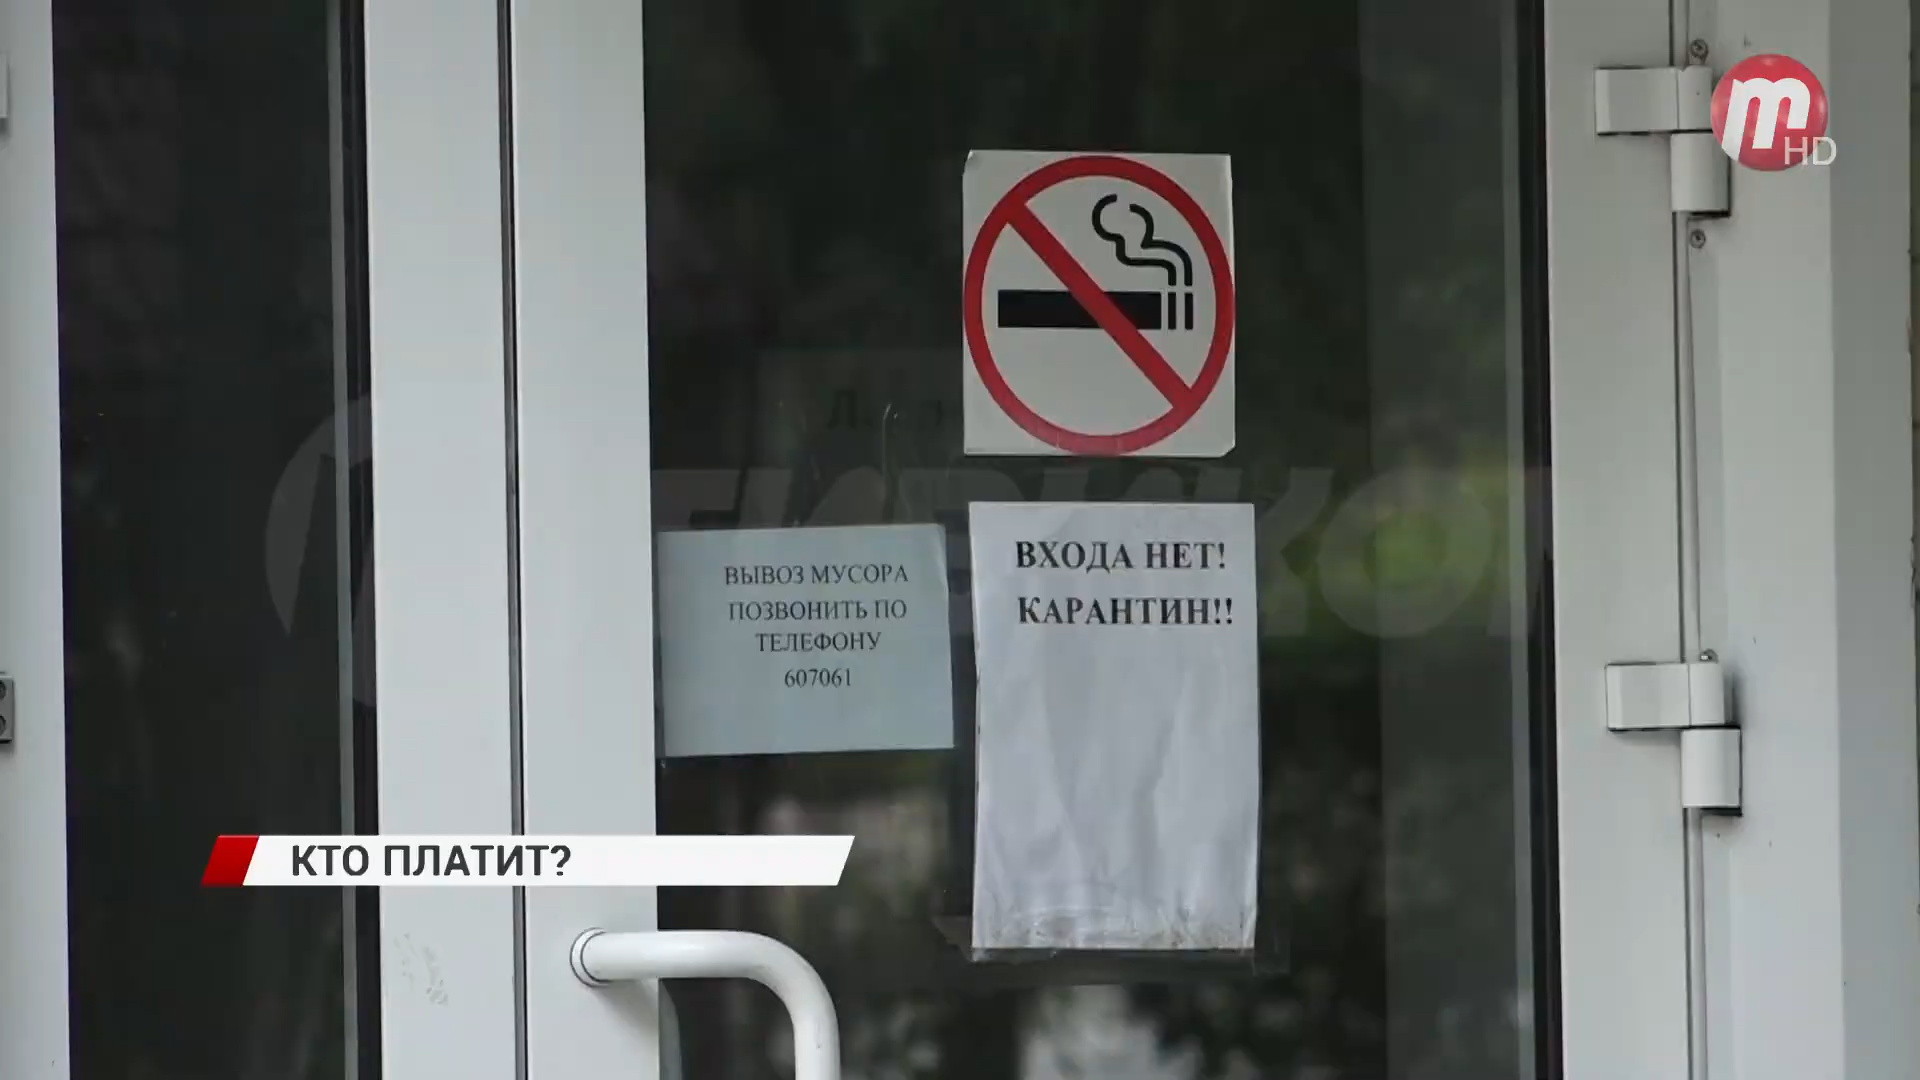 HD
ВЫВОЗ МУСОРА
ПОЗВОНИТЬ ПО
ТЕЛЕФОНУ
607061
ВХОДА НЕТ!
КАРАНТИН!!
КТО ПЛАТИТ?